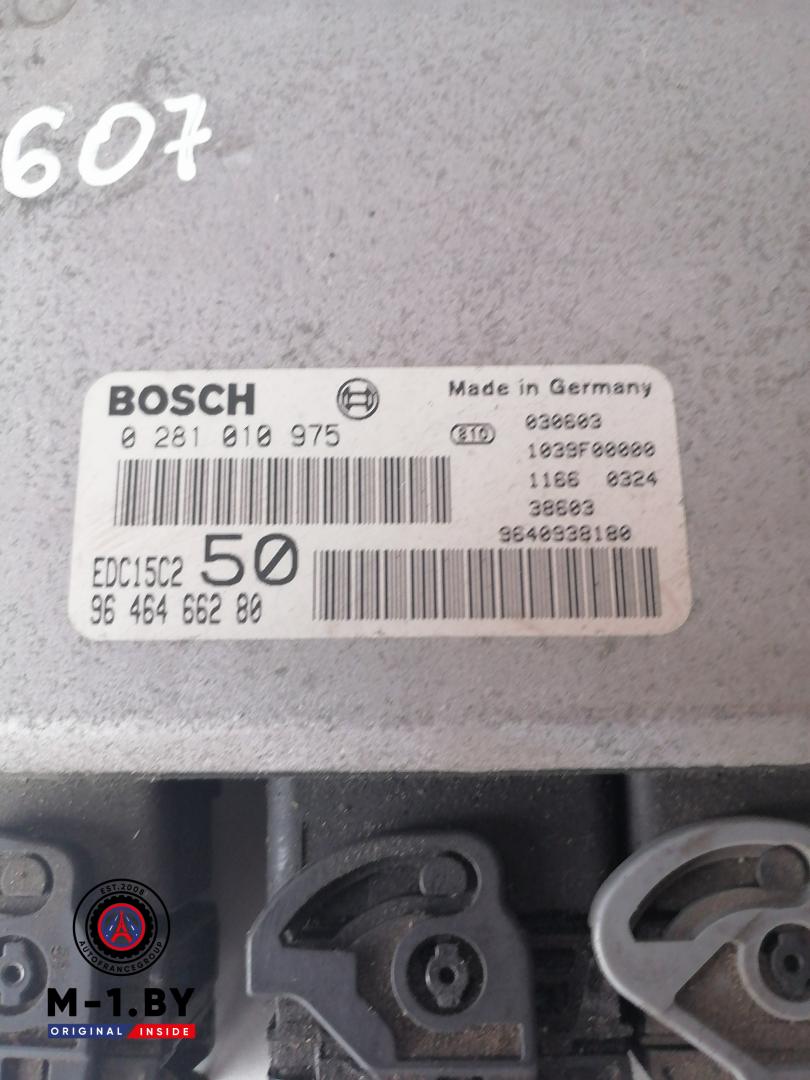 607
BOSCH
Made in Germany
0 281 010 975
810
030603
1039F00000
1166 0324
38603
9640938180
EDC15C2 50
96 464 662 80
EST.2008
AUTOFRANCEGROUP
M-1.BY
ORIGINAL INSIDE